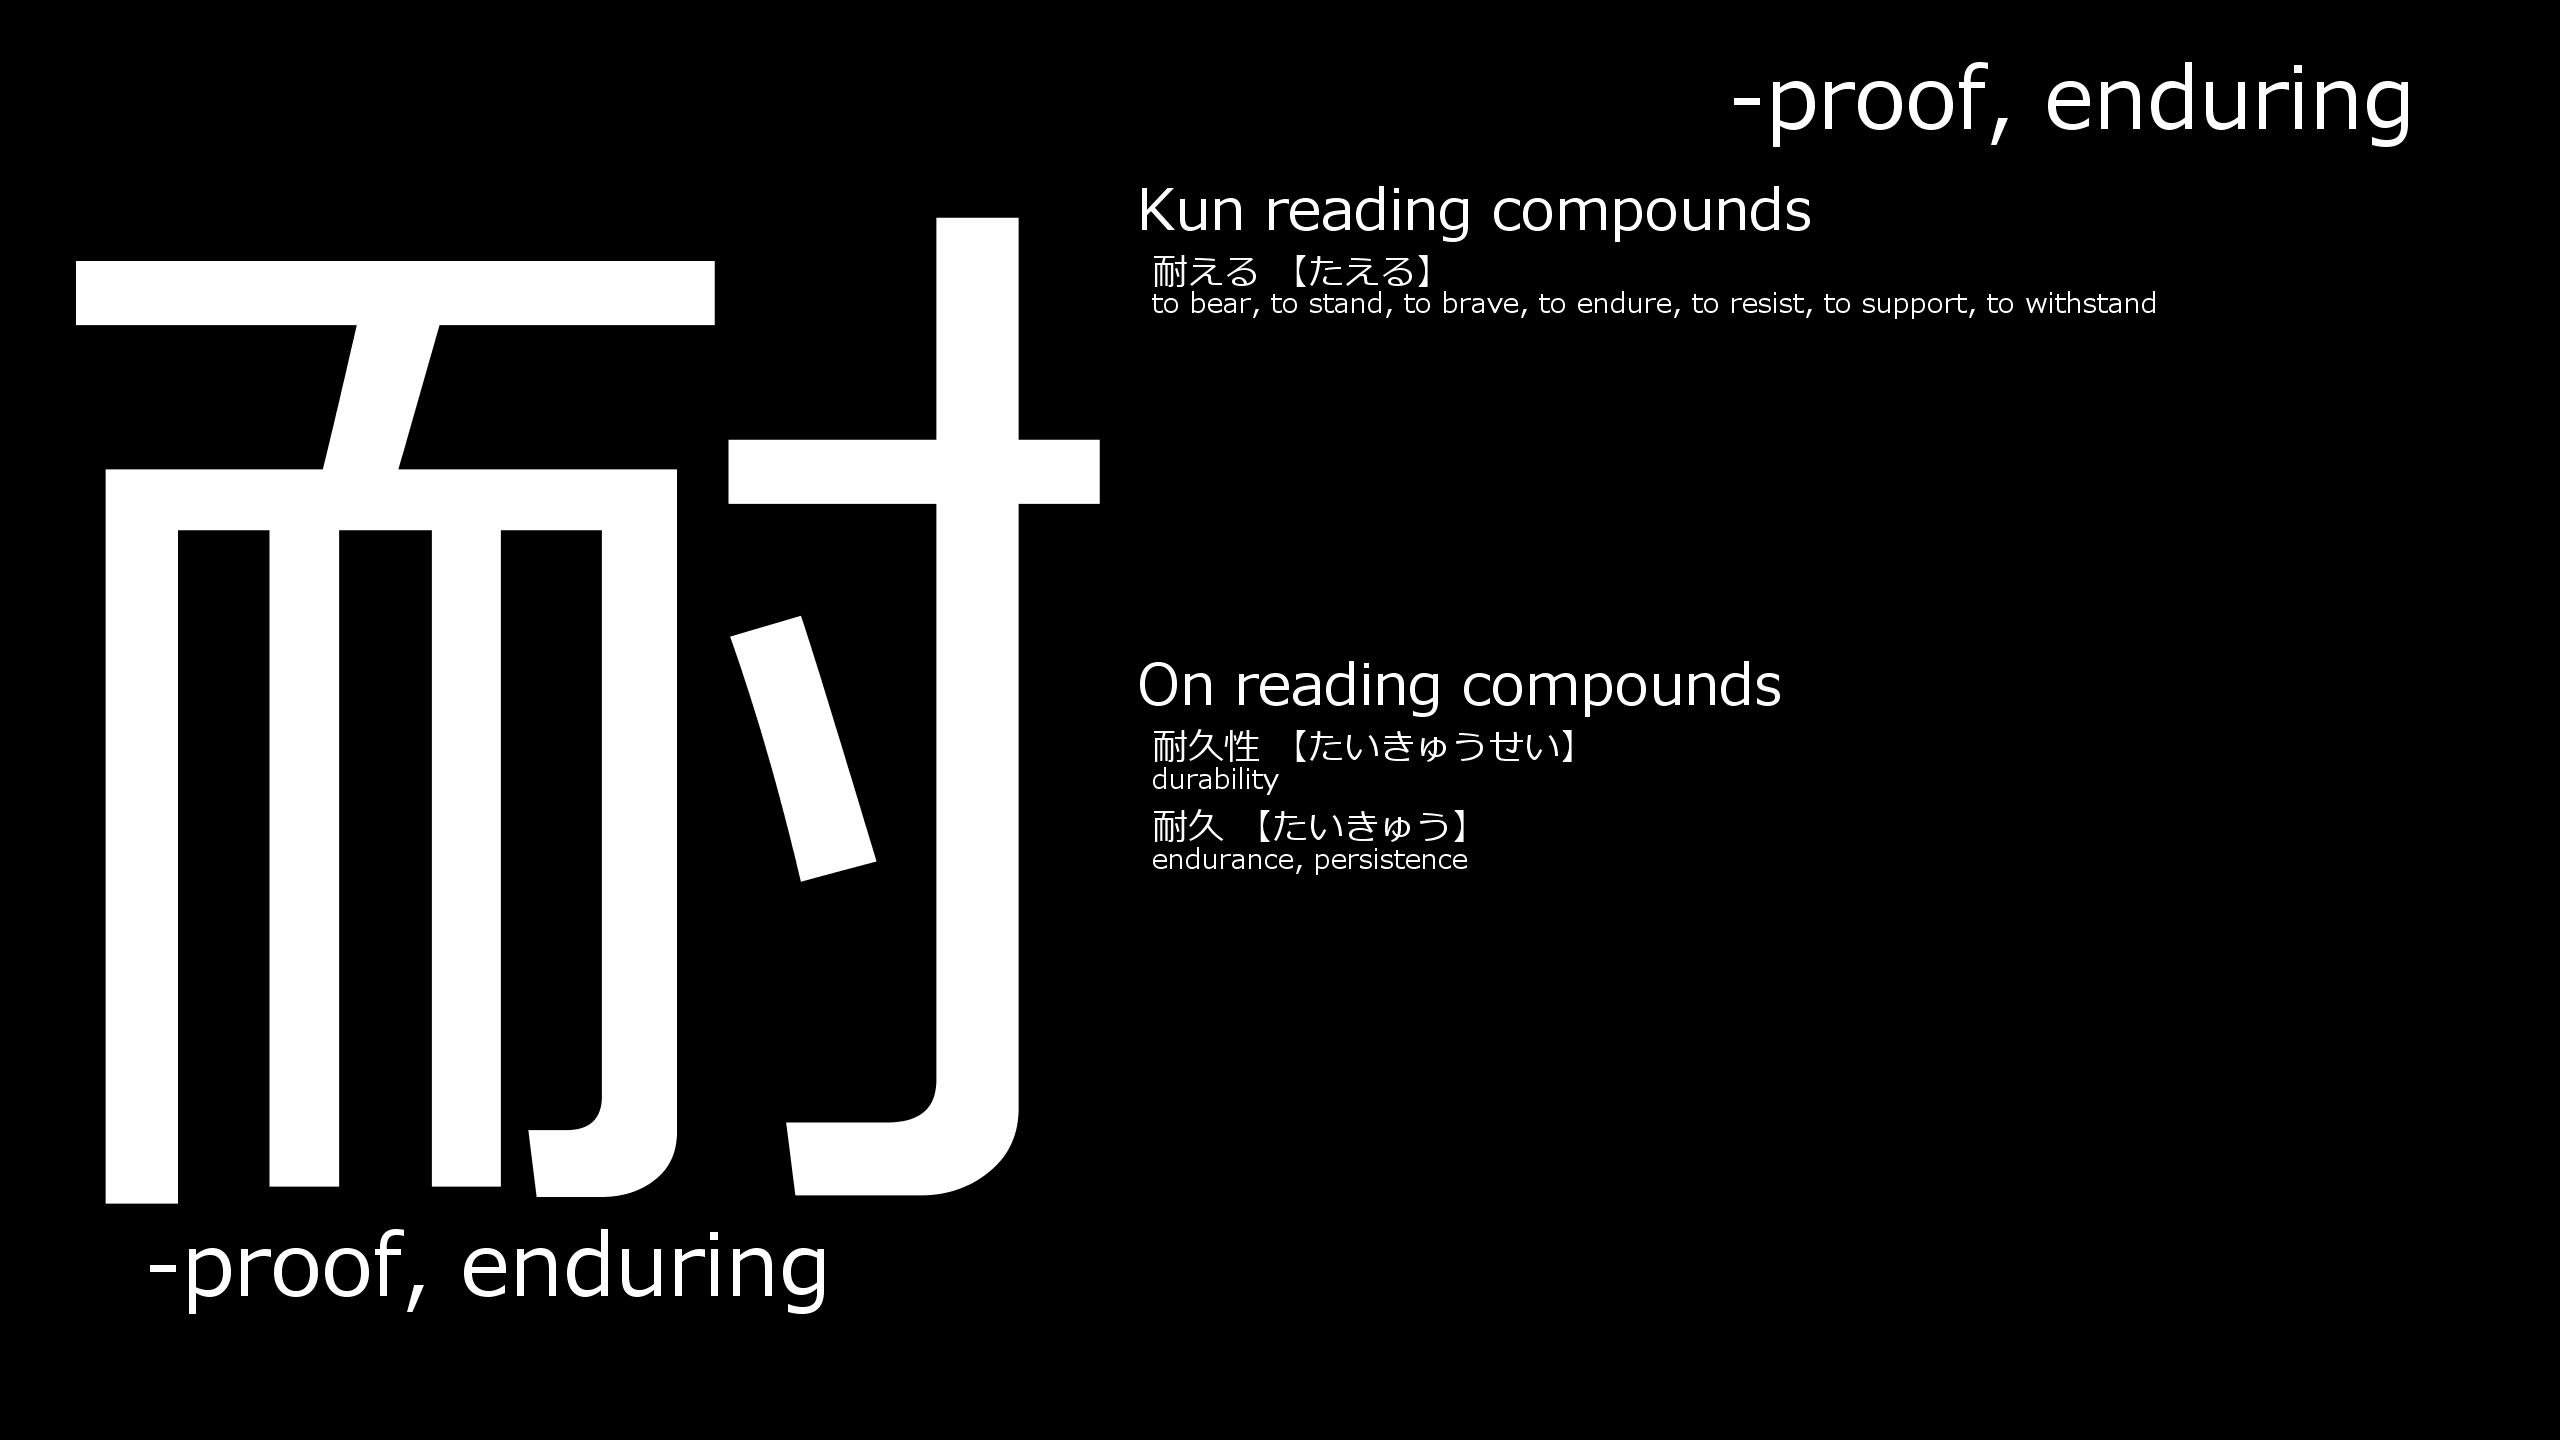 -proof, enduring
耐
-proof, enduring
Kun reading compounds
耐える 【たえる】
to bear, to stand, to brave, to endure, to resist, to support, to withstand
On reading compounds
耐久性 【たいきゅうせい】
durability
耐久 【たいきゅう】
endurance, persistence